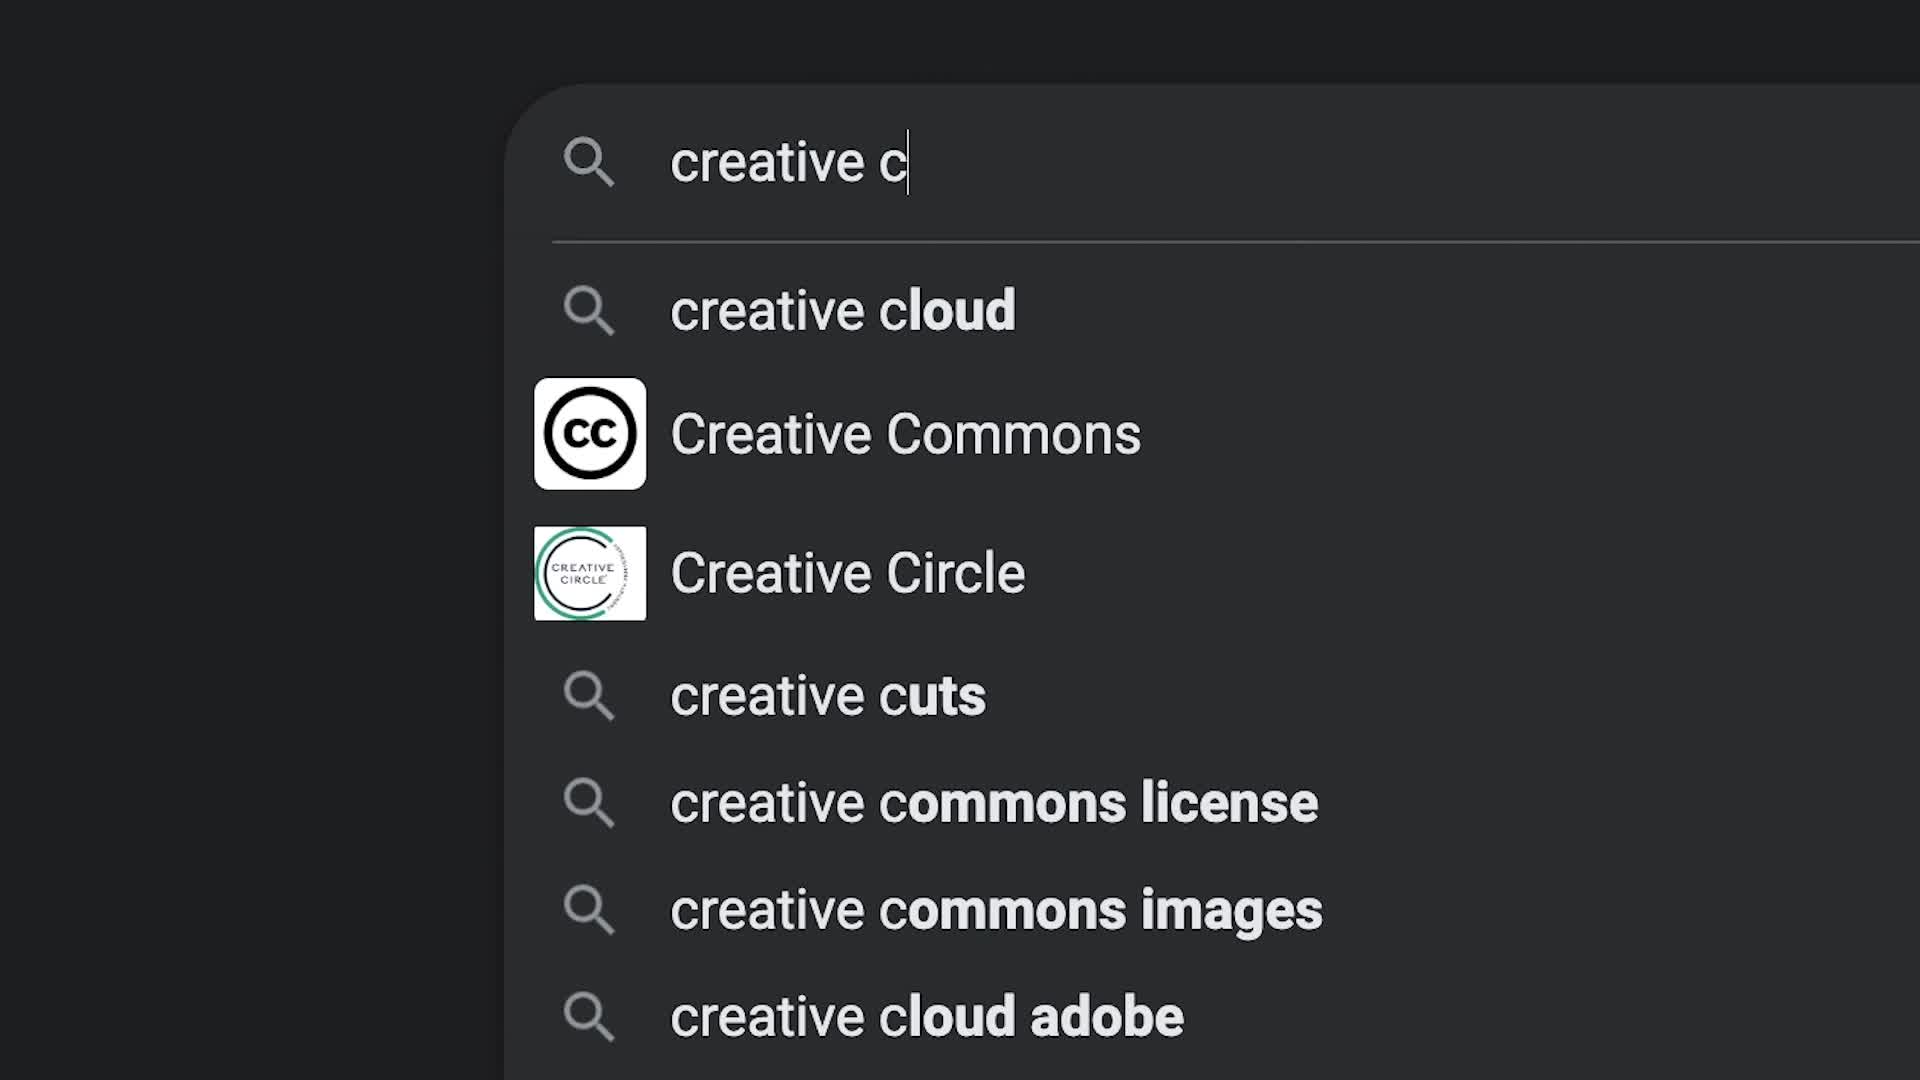 creative c
creative cloud
CC
Creative Commons
CREATIVE
CIRCLE
Creative Circle
creative cuts
creative commons license
creative commons images
creative cloud adobe